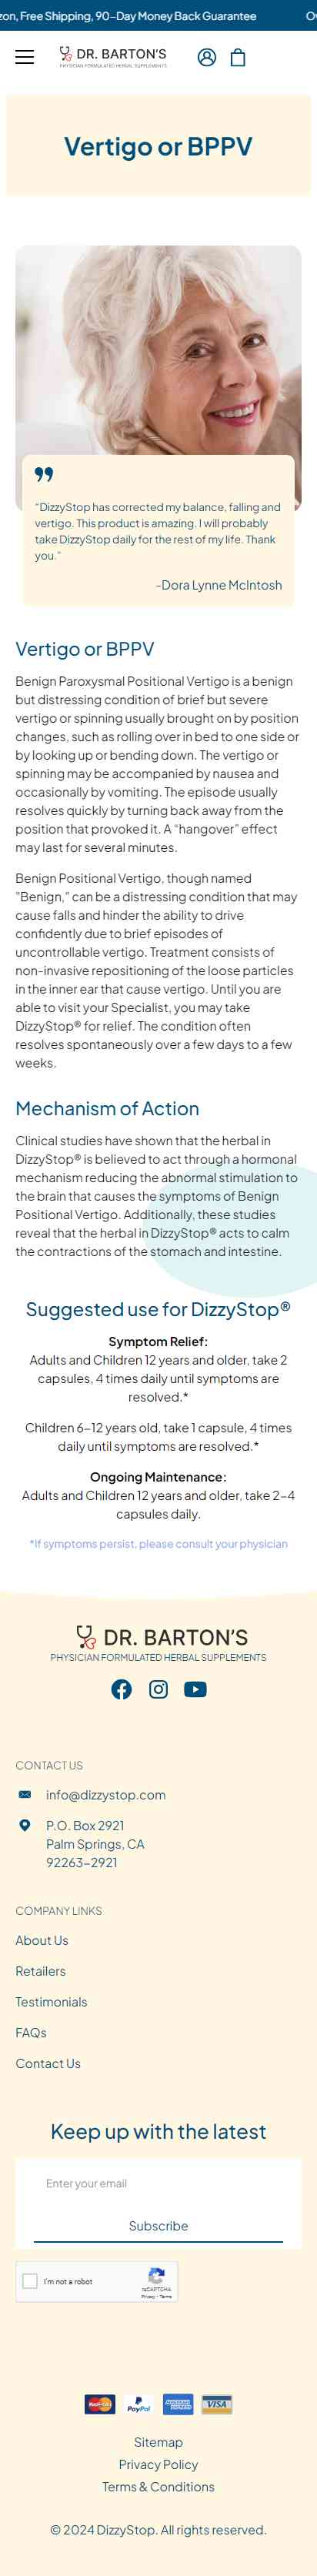 on, Free Shipping, 90-Day Money Back Guarantee
DR. BARTON'S
PHYSICIAN FORMULATED HERBAL SUPPLEMENTS
Vertigo or BPPV
“DizzyStop has corrected my balance, falling and
vertigo. This product is amazing. I will probably
take DizzyStop daily for the rest of my life. Thank
you.”
-Dora Lynne McIntosh
Vertigo or BPPV
Benign Paroxysmal Positional Vertigo is a benign
but distressing condition of brief but severe
vertigo or spinning usually brought on by position
changes, such as rolling over in bed to one side or
by looking up or bending down. The vertigo or
spinning may be accompanied by nausea and
occasionally by vomiting. The episode usually
resolves quickly by turning back away from the
position that provoked it. A “hangover” effect
may last for several minutes.
Benign Positional Vertigo, though named
“Benign,” can be a distressing condition that may
cause falls and hinder the ability to drive
confidently due to brief episodes of
uncontrollable vertigo. Treatment consists of
non-invasive repositioning of the loose particles
in the inner ear that cause vertigo. Until you are
able to visit your Specialist, you may take
DizzyStop® for relief. The condition often
resolves spontaneously over a few days to a few
weeks.
Mechanism of Action
Clinical studies have shown that the herbal in
DizzyStop® is believed to act through a hormonal
mechanism reducing the abnormal stimulation to
the brain that causes the symptoms of Benign
Positional Vertigo. Additionally, these studies
reveal that the herbal in DizzyStop® acts to calm
the contractions of the stomach and intestine.
Suggested use for DizzyStop®
Symptom Relief:
Adults and Children 12 years and older, take 2
capsules, 4 times daily until symptoms are
resolved.*
Children 6-12 years old, take 1 capsule, 4 times
daily until symptoms are resolved.*
Ongoing Maintenance:
Adults and Children 12 years and older, take 2-4
capsules daily.
*If symptoms persist, please consult your physician
DR. BARTON'S
PHYSICIAN FORMULATED HERBAL SUPPLEMENTS
CONTACT US
info@dizzystop.com
P.O. Box 2921
Palm Springs, CA
92263-2921
COMPANY LINKS
About Us
Retailers
Testimonials
FAQs
Contact Us
Keep up with the latest
Enter your email
Subscribe
I'm not a robot
reCAPTCHA
Privacy - Terms
MasterCard PayPal AMERICAN EXPRESS VISA
Sitemap
Privacy Policy
Terms & Conditions
© 2024 DizzyStop. All rights reserved.